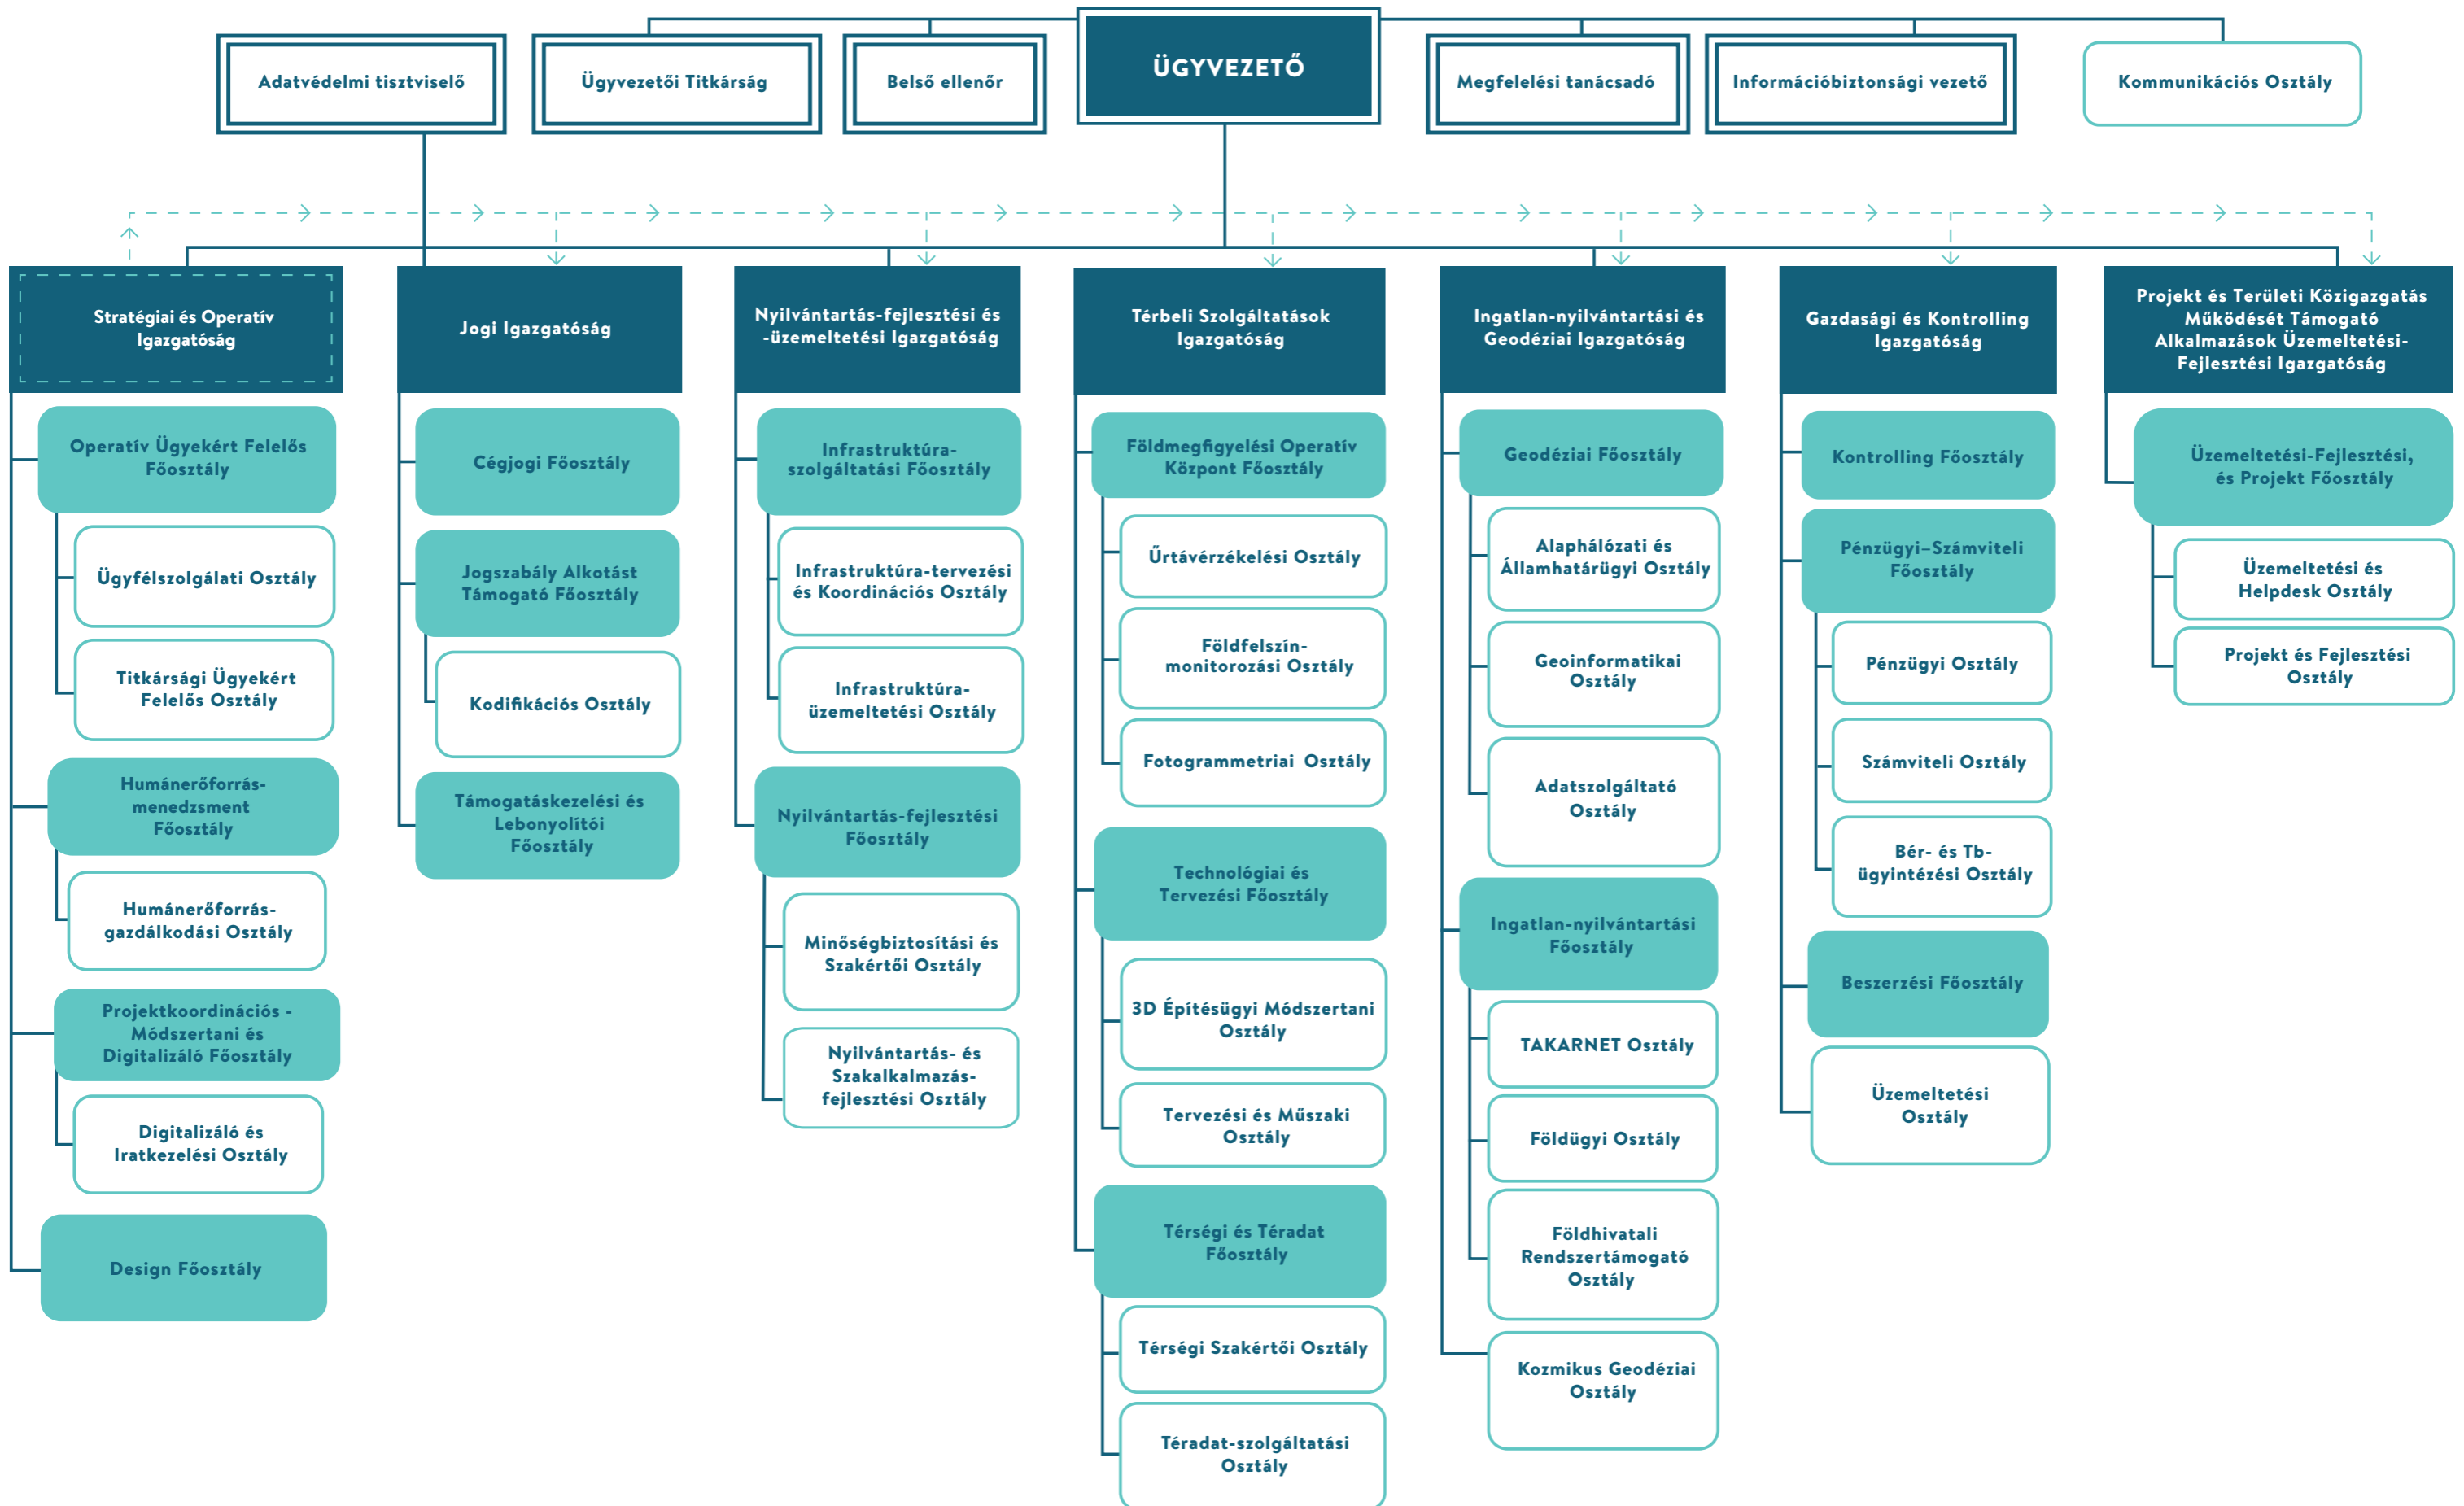 ÜGYVEZETŐ
Adatvédelmi tisztviselő
Ügyvezetői Titkárság
Belső ellenőr
Megfelelési tanácsadó
Információbiztonsági vezető
Kommunikációs Osztály
Stratégiai és Operatív
Igazgatóság
Operatív Ügyekért Felelős
Főosztály
Ügyfélszolgálati Osztály
Titkársági Ügyekért
Felelős Osztály
Humánerőforrás-
menedzsment
Főosztály
Humánerőforrás-
gazdálkodási Osztály
Projektkoordinációs -
Módszertani és
Digitalizáló Főosztály
Digitalizáló és
Iratkezelési Osztály
Design Főosztály
Jogi Igazgatóság
Cégjogi Főosztály
Jogszabály Alkotást
Támogató Főosztály
Kodifikációs Osztály
Támogatáskezelési és
Lebonyolítói
Főosztály
Nyilvántartás-fejlesztési és
-üzemeltetési Igazgatóság
Infrastruktúra-
szolgáltatási Főosztály
Infrastruktúra-tervezési
és Koordinációs Osztály
Infrastruktúra-
üzemeltetési Osztály
Nyilvántartás-fejlesztési
Főosztály
Minőségbiztosítási és
Szakértői Osztály
Nyilvántartás- és
Szakalkalmazás-
fejlesztési Osztály
Térbeli Szolgáltatások
Igazgatóság
Földmegfigyelési Operatív
Központ Főosztály
Űrtávérzékelési Osztály
Földfelszín-
monitorozási Osztály
Fotogrammetriai Osztály
Technológiai és
Tervezési Főosztály
3D Építésügyi Módszertani
Osztály
Tervezési és Műszaki
Osztály
Térségi és Téradat
Főosztály
Térségi Szakértői Osztály
Téradat-szolgáltatási
Osztály
Ingatlan-nyilvántartási és
Geodéziai Igazgatóság
Geodéziai Főosztály
Alaphálózati és
Államhatárügyi Osztály
Geoinformatikai
Osztály
Adatszolgáltató
Osztály
Ingatlan-nyilvántartási
Főosztály
TAKARNET Osztály
Földügyi Osztály
Földhivatali
Rendszertámogató
Osztály
Kozmikus Geodéziai
Osztály
Gazdasági és Kontrolling
Igazgatóság
Kontrolling Főosztály
Pénzügyi–Számviteli
Főosztály
Pénzügyi Osztály
Számviteli Osztály
Bér- és Tb-
ügyintézési Osztály
Beszerzési Főosztály
Üzemeltetési
Osztály
Projekt és Területi Közigazgatás
Működését Támogató
Alkalmazások Üzemeltetési-
Fejlesztési Igazgatóság
Üzemeltetési-Fejlesztési,
és Projekt Főosztály
Üzemeltetési és
Helpdesk Osztály
Projekt és Fejlesztési
Osztály